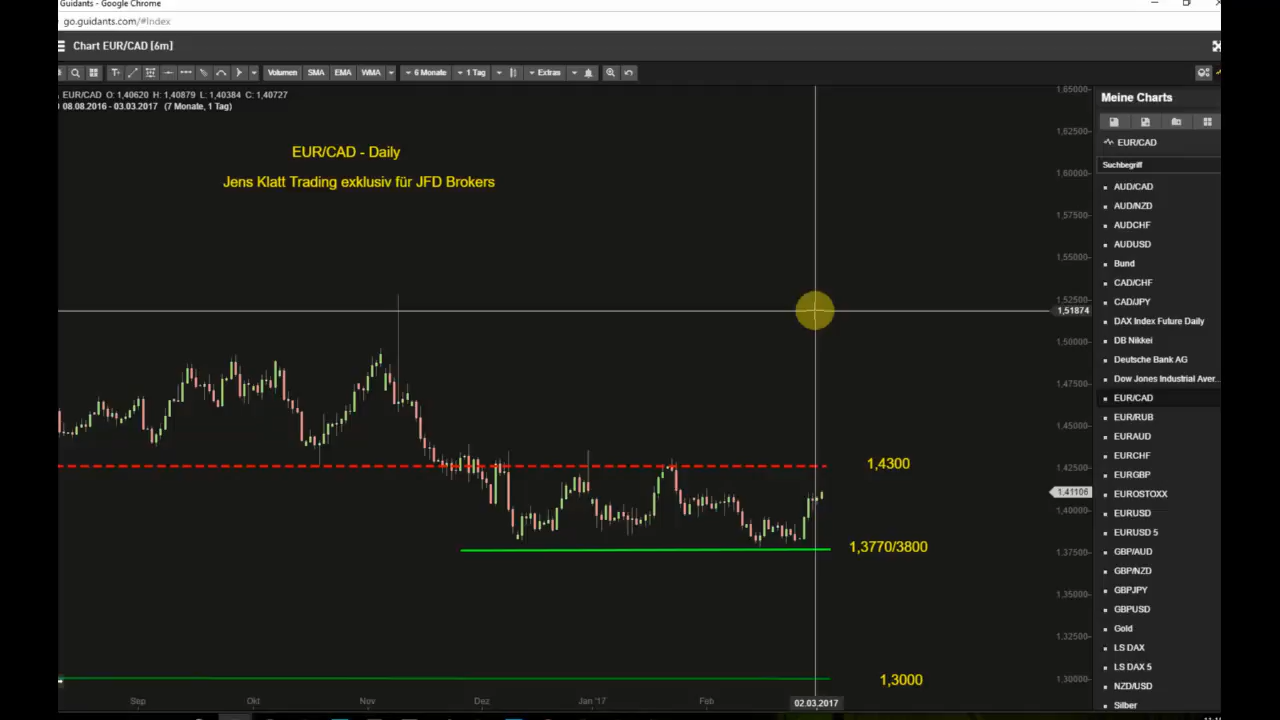 Guidants - Google Chrome
go.guidants.com/#Index
Chart EUR/CAD [6m]
Volumen SMA EMA WMA 6 Monate 1 Tag Extras
EUR/CAD O: 1,40620 H: 1,40879 L: 1,40384 C: 1,40727
08.08.2016 - 03.03.2017 (7 Monate, 1 Tag)
EUR/CAD - Daily
Jens Klatt Trading exklusiv für JFD Brokers
1,4300
1,3770/3800
1,3000
1,65000
1,62500
1,60000
1,57500
1,55000
1,52500
1,51874
1,50000
1,47500
1,45000
1,42500
1,41106
1,40000
1,37500
1,35000
1,32500
1,30000
Sep Okt Nov Dez Jan '17 Feb 02.03.2017
Meine Charts
EUR/CAD
Suchbegriff
AUD/CAD
AUD/NZD
AUDCHF
AUDUSD
Bund
CAD/CHF
CAD/JPY
DAX Index Future Daily
DB Nikkei
Deutsche Bank AG
Dow Jones Industrial Aver...
EUR/CAD
EUR/RUB
EURAUD
EURCHF
EURGBP
EUROSTOXX
EURUSD
EURUSD 5
GBP/AUD
GBP/NZD
GBPJPY
GBPUSD
Gold
LS DAX
LS DAX 5
NZD/USD
Silber